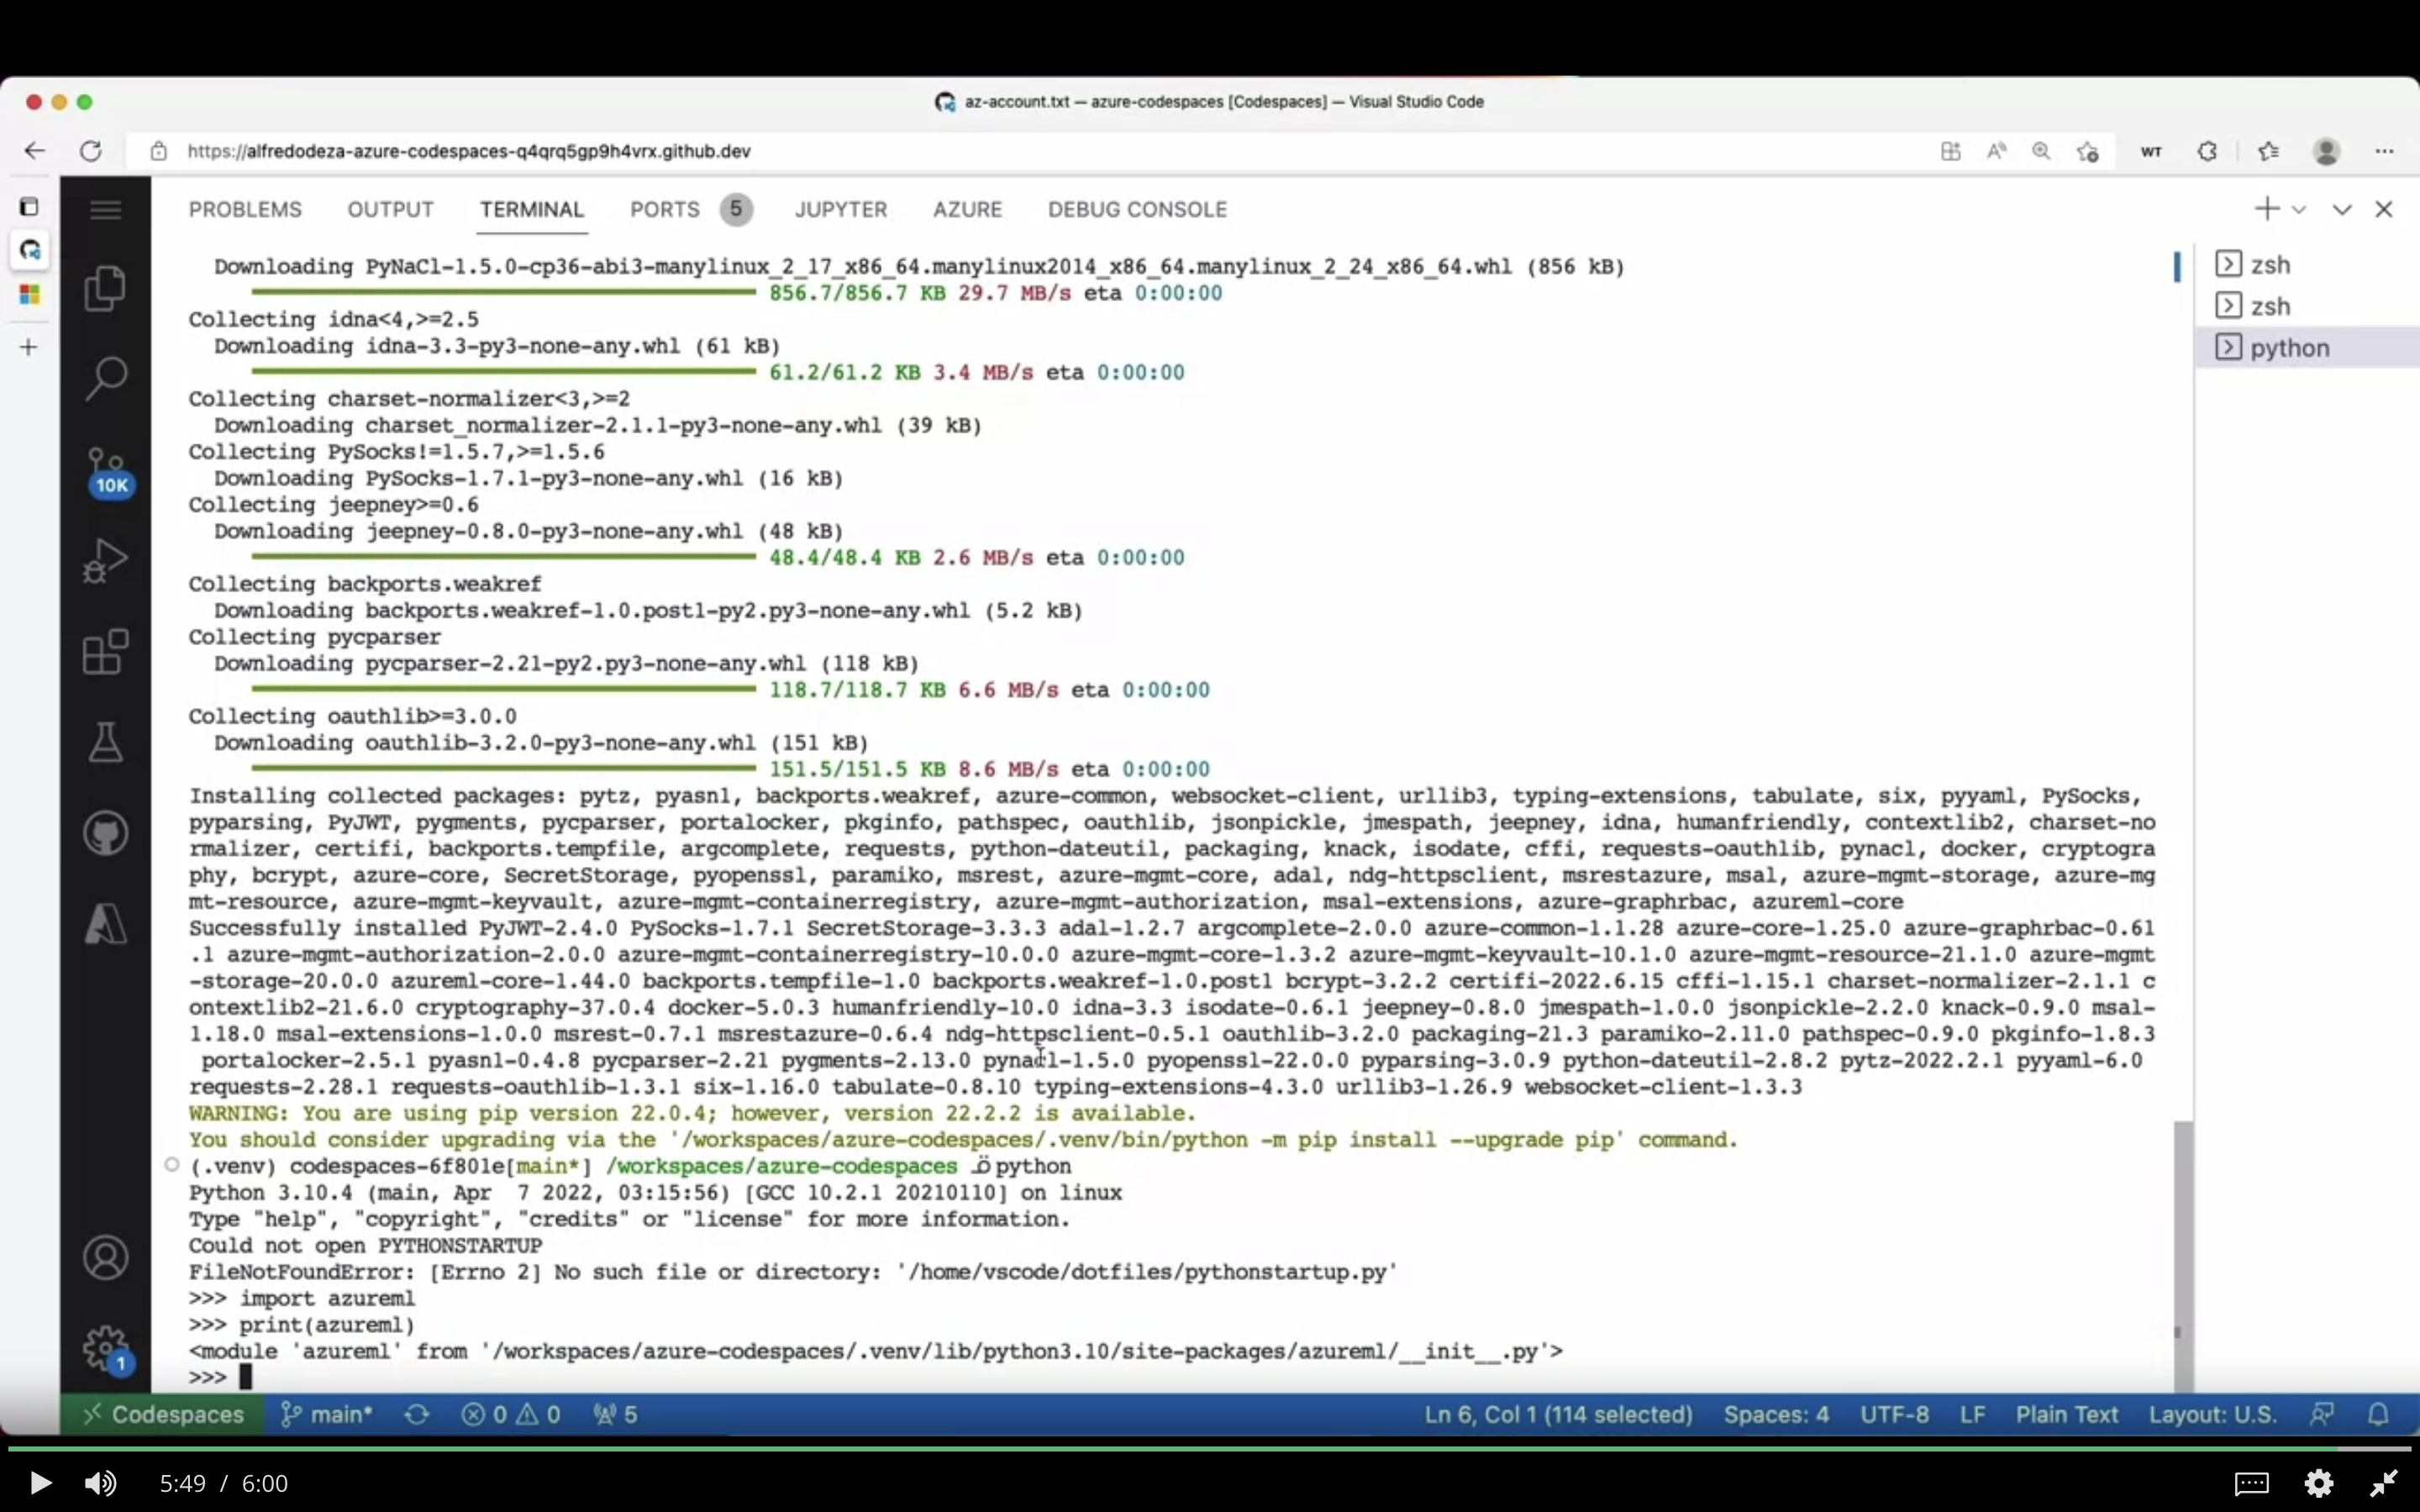 az-account.txt — azure-codespaces [Codespaces] — Visual Studio Code
https://alfredodeza-azure-codespaces-q4qrq5gp9h4vrx.github.dev
WT
PROBLEMS OUTPUT TERMINAL PORTS 5 JUPYTER AZURE DEBUG CONSOLE
zsh
zsh
python
10K
1
Downloading PyNaCl-1.5.0-cp36-abi3-manylinux_2_17_x86_64.manylinux2014_x86_64.manylinux_2_24_x86_64.whl (856 kB)
856.7/856.7 KB 29.7 MB/s eta 0:00:00
Collecting idna<4,>=2.5
Downloading idna-3.3-py3-none-any.whl (61 kB)
61.2/61.2 KB 3.4 MB/s eta 0:00:00
Collecting charset-normalizer<3,>=2
Downloading charset_normalizer-2.1.1-py3-none-any.whl (39 kB)
Collecting PySocks!=1.5.7,>=1.5.6
Downloading PySocks-1.7.1-py3-none-any.whl (16 kB)
Collecting jeepney>=0.6
Downloading jeepney-0.8.0-py3-none-any.whl (48 kB)
48.4/48.4 KB 2.6 MB/s eta 0:00:00
Collecting backports.weakref
Downloading backports.weakref-1.0.post1-py2.py3-none-any.whl (5.2 kB)
Collecting pycparser
Downloading pycparser-2.21-py2.py3-none-any.whl (118 kB)
118.7/118.7 KB 6.6 MB/s eta 0:00:00
Collecting oauthlib>=3.0.0
Downloading oauthlib-3.2.0-py3-none-any.whl (151 kB)
151.5/151.5 KB 8.6 MB/s eta 0:00:00
Installing collected packages: pytz, pyasn1, backports.weakref, azure-common, websocket-client, urllib3, typing-extensions, tabulate, six, pyyaml, PySocks,
pyparsing, PyJWT, pygments, pycparser, portalocker, pkginfo, pathspec, oauthlib, jsonpickle, jmespath, jeepney, idna, humanfriendly, contextlib2, charset-no
rmalizer, certifi, backports.tempfile, argcomplete, requests, python-dateutil, packaging, knack, isodate, cffi, requests-oauthlib, pynacl, docker, cryptogra
phy, bcrypt, azure-core, SecretStorage, pyopenssl, paramiko, msrest, azure-mgmt-core, adal, ndg-httpsclient, msrestazure, msal, azure-mgmt-storage, azure-mg
mt-resource, azure-mgmt-keyvault, azure-mgmt-containerregistry, azure-mgmt-authorization, msal-extensions, azure-graphrbac, azureml-core
Successfully installed PyJWT-2.4.0 PySocks-1.7.1 SecretStorage-3.3.3 adal-1.2.7 argcomplete-2.0.0 azure-common-1.1.28 azure-core-1.25.0 azure-graphrbac-0.61
.1 azure-mgmt-authorization-2.0.0 azure-mgmt-containerregistry-10.0.0 azure-mgmt-core-1.3.2 azure-mgmt-keyvault-10.1.0 azure-mgmt-resource-21.1.0 azure-mgmt
-storage-20.0.0 azureml-core-1.44.0 backports.tempfile-1.0 backports.weakref-1.0.post1 bcrypt-3.2.2 certifi-2022.6.15 cffi-1.15.1 charset-normalizer-2.1.1 c
ontextlib2-21.6.0 cryptography-37.0.4 docker-5.0.3 humanfriendly-10.0 idna-3.3 isodate-0.6.1 jeepney-0.8.0 jmespath-1.0.0 jsonpickle-2.2.0 knack-0.9.0 msal-
1.18.0 msal-extensions-1.0.0 msrest-0.7.1 msrestazure-0.6.4 ndg-httpsclient-0.5.1 oauthlib-3.2.0 packaging-21.3 paramiko-2.11.0 pathspec-0.9.0 pkginfo-1.8.3
portalocker-2.5.1 pyasn1-0.4.8 pycparser-2.21 pygments-2.13.0 pynacl-1.5.0 pyopenssl-22.0.0 pyparsing-3.0.9 python-dateutil-2.8.2 pytz-2022.2.1 pyyaml-6.0
requests-2.28.1 requests-oauthlib-1.3.1 six-1.16.0 tabulate-0.8.10 typing-extensions-4.3.0 urllib3-1.26.9 websocket-client-1.3.3
WARNING: You are using pip version 22.0.4; however, version 22.2.2 is available.
You should consider upgrading via the '/workspaces/azure-codespaces/.venv/bin/python -m pip install --upgrade pip' command.
(.venv) codespaces-6f801e[main*] /workspaces/azure-codespaces python
Python 3.10.4 (main, Apr  7 2022, 03:15:56) [GCC 10.2.1 20210110] on linux
Type "help", "copyright", "credits" or "license" for more information.
Could not open PYTHONSTARTUP
FileNotFoundError: [Errno 2] No such file or directory: '/home/vscode/dotfiles/pythonstartup.py'
>>> import azureml
>>> print(azureml)
<module 'azureml' from '/workspaces/azure-codespaces/.venv/lib/python3.10/site-packages/azureml/__init__.py'>
>>>
Codespaces main* 0 0 5 Ln 6, Col 1 (114 selected) Spaces: 4 UTF-8 LF Plain Text Layout: U.S.
5:49 / 6:00